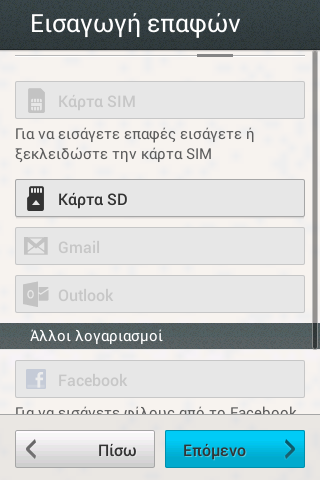 Εισαγωγή επαφών
Κάρτα SIM
Για να εισάγετε επαφές εισάγετε ή
ξεκλειδώστε την κάρτα SIM
Κάρτα SD
Gmail
Outlook
Άλλοι λογαριασμοί
Facebook
Για να εισάγετε φίλους από το Facebook
Πίσω
Επόμενο